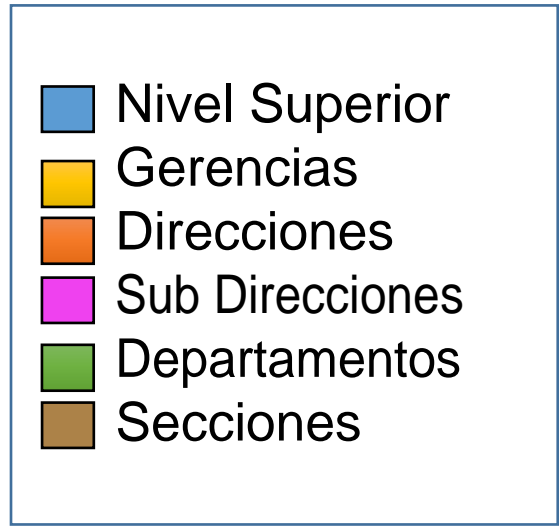 Nivel Superior
Gerencias
Direcciones
Sub Direcciones
Departamentos
Secciones